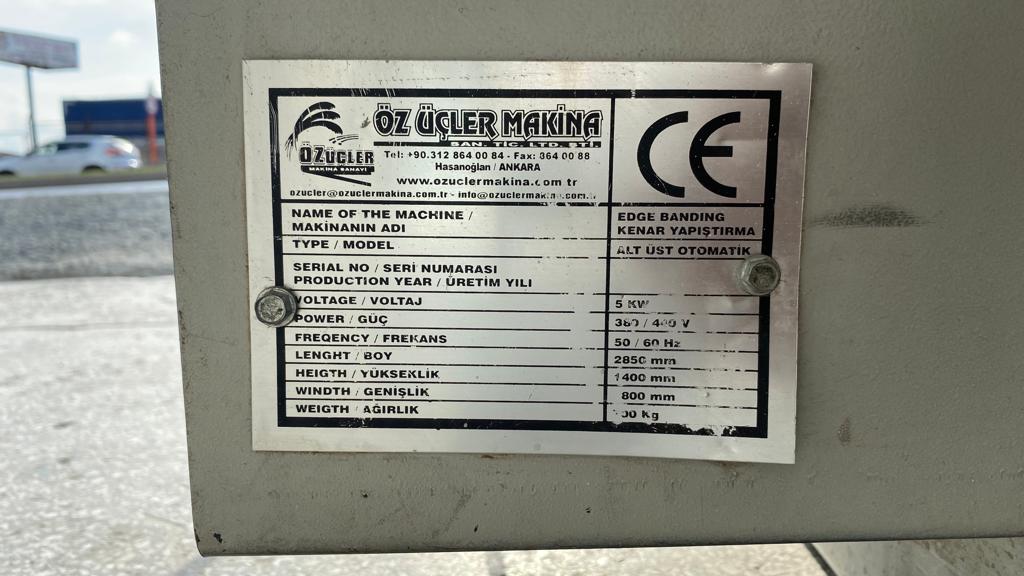 ÖZÜÇLER
MAKİNA SANAYİ
ÖZ ÜÇLER MAKİNA
SAN. TİC. LTD. ŞTİ.
Tel: +90.312 864 00 84 - Fax: 864 00 88
Hasanoğlan / ANKARA
www.ozuclermakina.com tr
ozucler@ozuclermakina.com.tr - info@ozuclermakina.com.tr
CE
NAME OF THE MACHINE / EDGE BANDING
MAKİNANIN ADI KENAR YAPIŞTIRMA
TYPE / MODEL ALT ÜST OTOMATİK
SERIAL NO / SERİ NUMARASI
PRODUCTION YEAR / ÜRETİM YILI
VOLTAGE / VOLTAJ 5 KW
POWER / GÜÇ 380 / 400 V
FREQENCY / FREKANS 50 / 60 Hz
LENGHT / BOY 2850 mm
HEIGTH / YÜKSEKLİK 1400 mm
WINDTH / GENİŞLİK 800 mm
WEIGTH / AĞIRLIK Kg